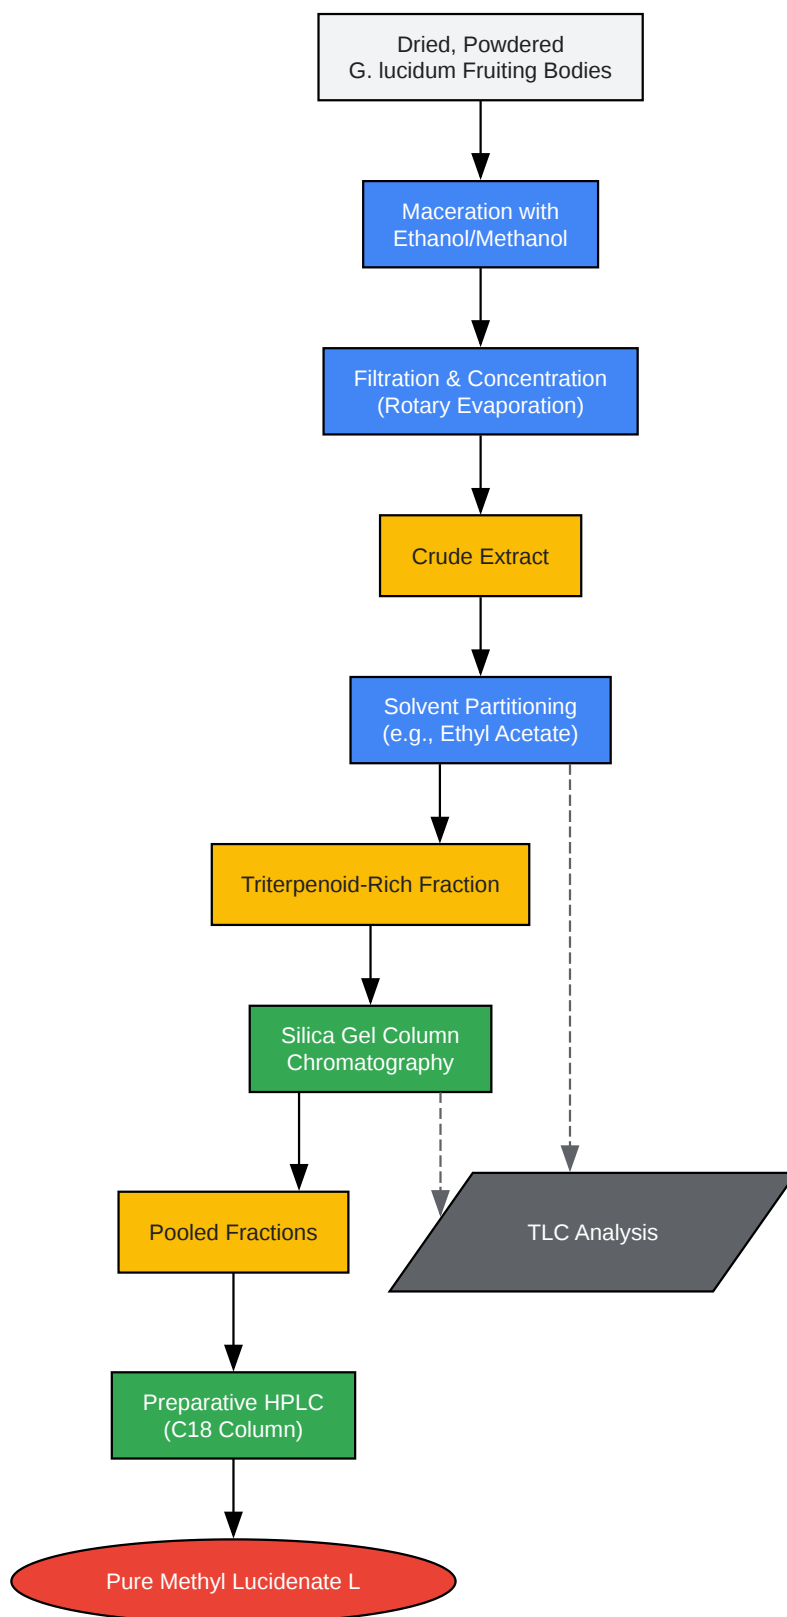 Dried, Powdered
G. lucidum Fruiting Bodies
Maceration with
Ethanol/Methanol
Filtration & Concentration
(Rotary Evaporation)
Crude Extract
Solvent Partitioning
(e.g., Ethyl Acetate)
Triterpenoid-Rich Fraction
Silica Gel Column
Chromatography
Pooled Fractions
TLC Analysis
Preparative HPLC
(C18 Column)
Pure Methyl Lucidenate L